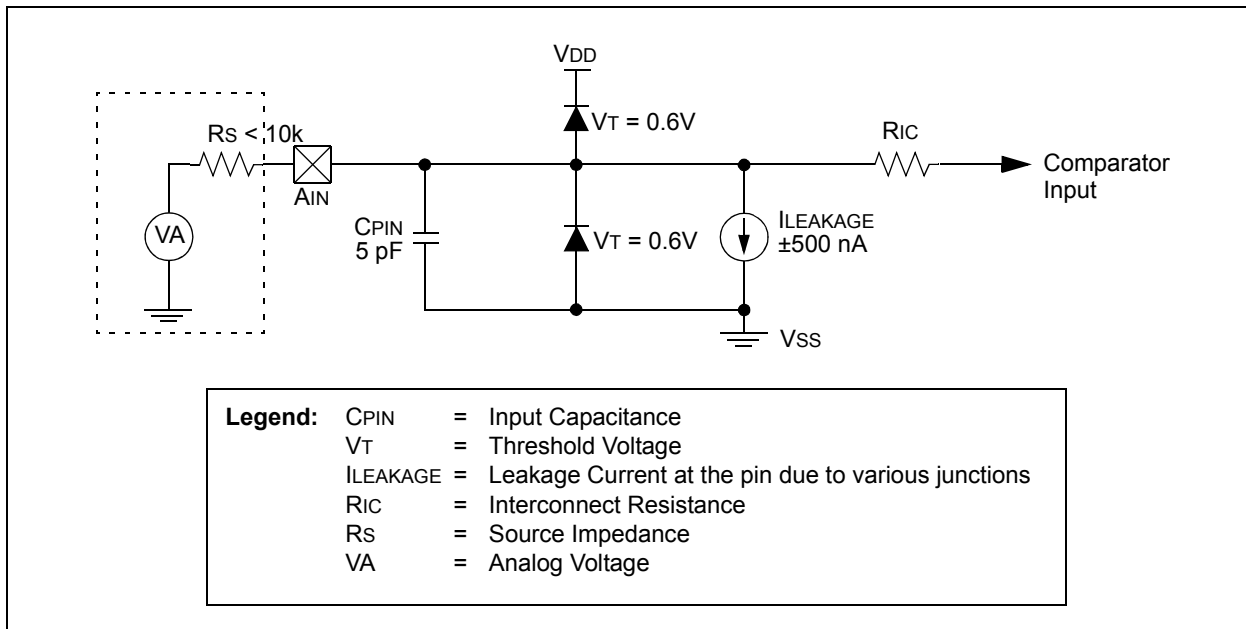 VDD
VT = 0.6V
RS < 10k
RIC
Comparator
Input
AIN
VA
CPIN
5 pF
VT = 0.6V
ILEAKAGE
±500 nA
VSS
Legend: CPIN = Input Capacitance
VT = Threshold Voltage
ILEAKAGE = Leakage Current at the pin due to various junctions
RIC = Interconnect Resistance
RS = Source Impedance
VA = Analog Voltage